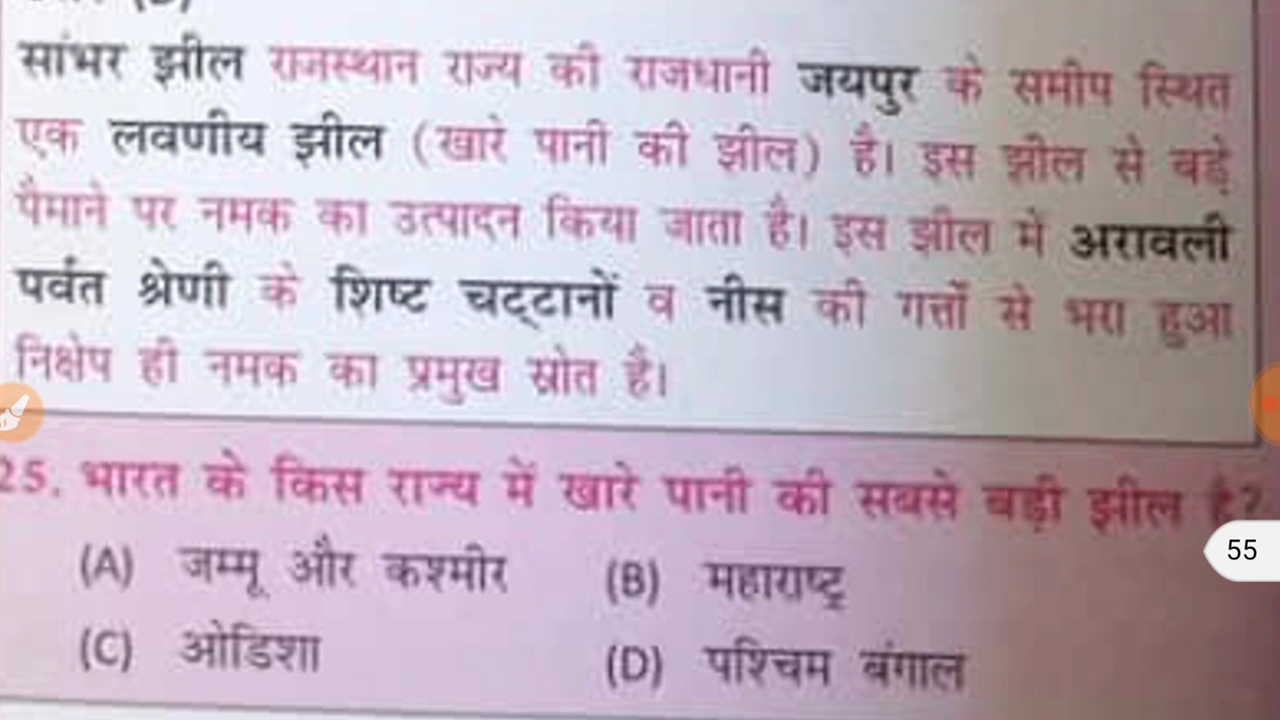 सांभर झील राजस्थान राज्य की राजधानी जयपुर के समीप स्थित
एक लवणीय झील (खारे पानी की झील) है। इस झील से बड़े
पैमाने पर नमक का उत्पादन किया जाता है। इस झील में अरावली
पर्वत श्रेणी के शिष्ट चट्टानों व नीस की गर्त्तों से भरा हुआ
निक्षेप ही नमक का प्रमुख स्रोत है।
25. भारत के किस राज्य में खारे पानी की सबसे बड़ी झील है?
(A) जम्मू और कश्मीर (B) महाराष्ट्र
55
(C) ओडिशा (D) पश्चिम बंगाल